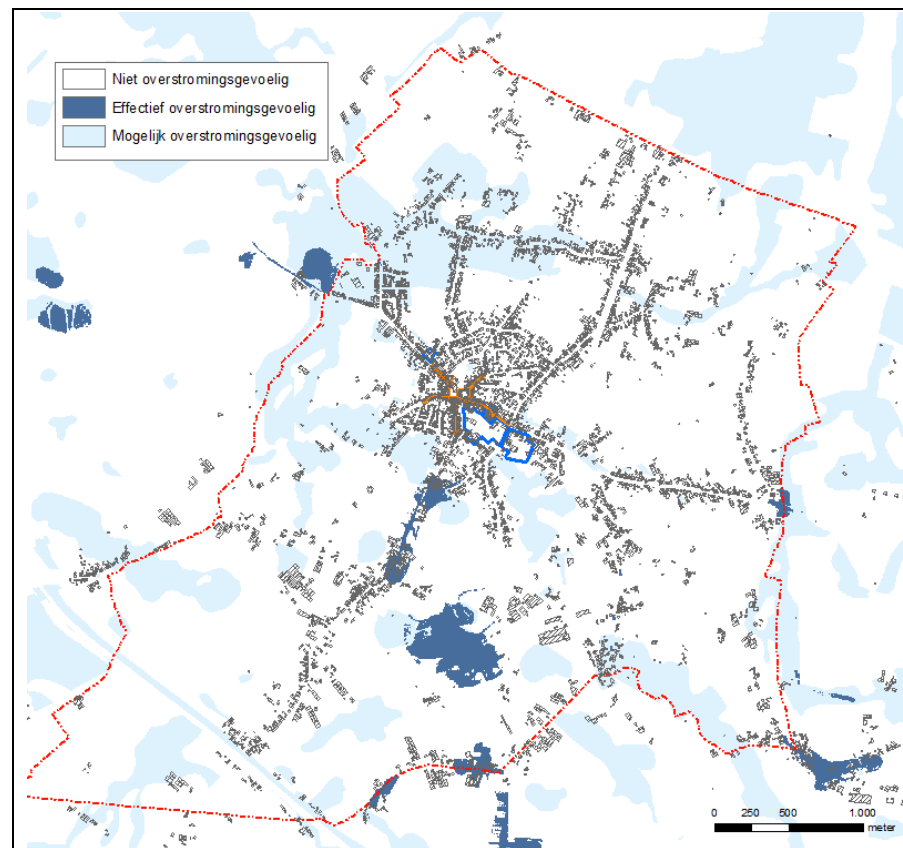 Niet overstromingsgevoelig
Effectief overstromingsgevoelig
Mogelijk overstromingsgevoelig
0 250 500 1.000
meter